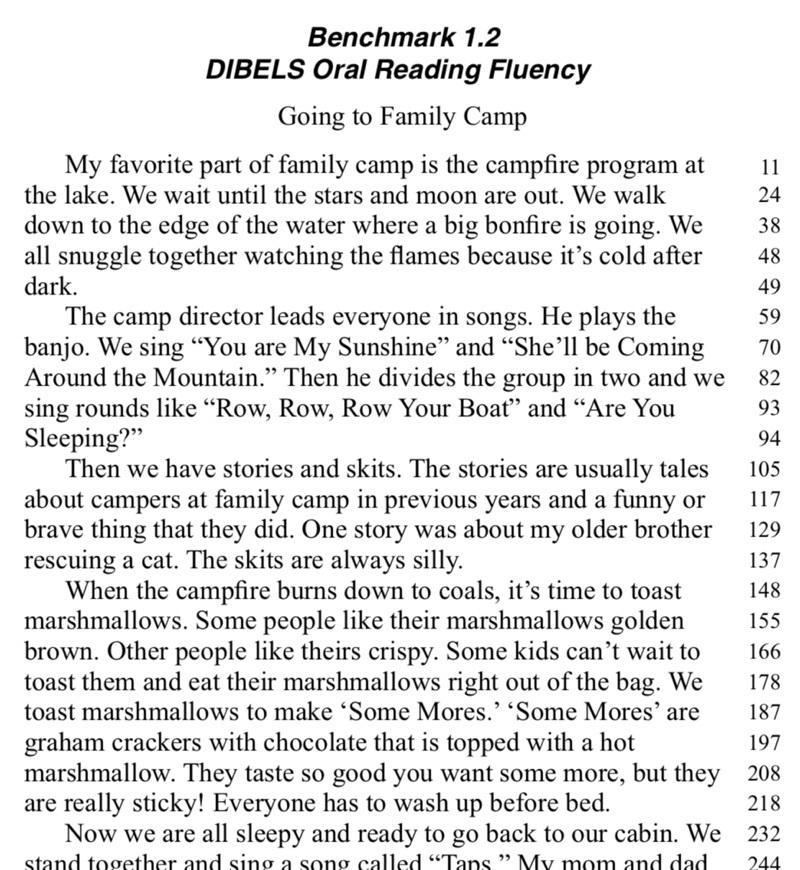 Benchmark 1.2
DIBELS Oral Reading Fluency
Going to Family Camp
My favorite part of family camp is the campfire program at 11
the lake. We wait until the stars and moon are out. We walk 24
down to the edge of the water where a big bonfire is going. We 38
all snuggle together watching the flames because it’s cold after 48
dark. 49
The camp director leads everyone in songs. He plays the 59
banjo. We sing “You are My Sunshine” and “She’ll be Coming 70
Around the Mountain.” Then he divides the group in two and we 82
sing rounds like “Row, Row, Row Your Boat” and “Are You 93
Sleeping?” 94
Then we have stories and skits. The stories are usually tales 105
about campers at family camp in previous years and a funny or 117
brave thing that they did. One story was about my older brother 129
rescuing a cat. The skits are always silly. 137
When the campfire burns down to coals, it’s time to toast 148
marshmallows. Some people like their marshmallows golden 155
brown. Other people like theirs crispy. Some kids can’t wait to 166
toast them and eat their marshmallows right out of the bag. We 178
toast marshmallows to make ‘Some Mores.’ ‘Some Mores’ are 187
graham crackers with chocolate that is topped with a hot 197
marshmallow. They taste so good you want some more, but they 208
are really sticky! Everyone has to wash up before bed. 218
Now we are all sleepy and ready to go back to our cabin. We 232
stand together and sing a song called “Taps.” My mom and dad 244